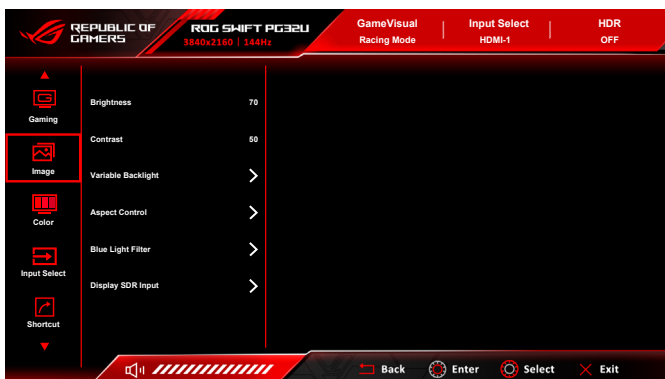 REPUBLIC OF
GAMERS
ROG SWIFT PG32U
3840x2160 | 144Hz
GameVisual
Racing Mode
Input Select
HDMI-1
HDR
OFF
Gaming
Image
Color
Input Select
Shortcut
Brightness 70
Contrast 50
Variable Backlight
Aspect Control
Blue Light Filter
Display SDR Input
Back
Enter
Select
Exit